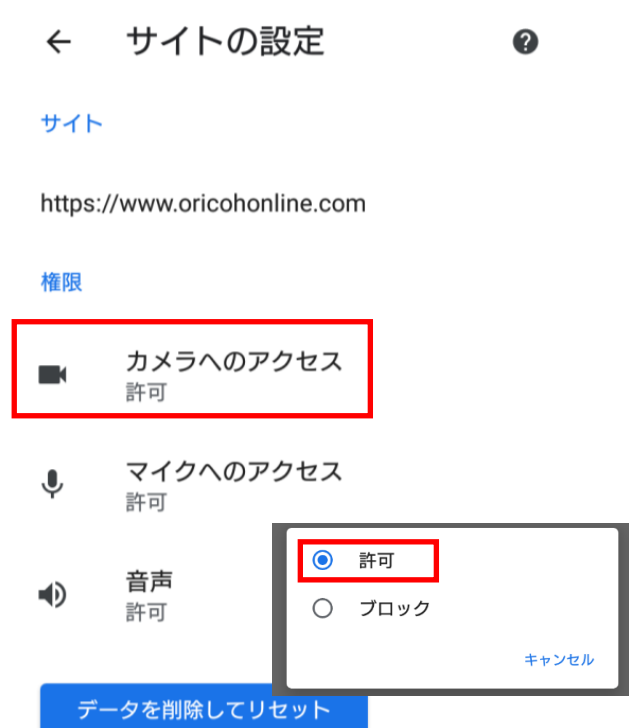 サイトの設定
サイト
https://www.oricohonline.com
権限
カメラへのアクセス
許可
マイクへのアクセス
許可
音声
許可
許可
ブロック
キャンセル
データを削除してリセット